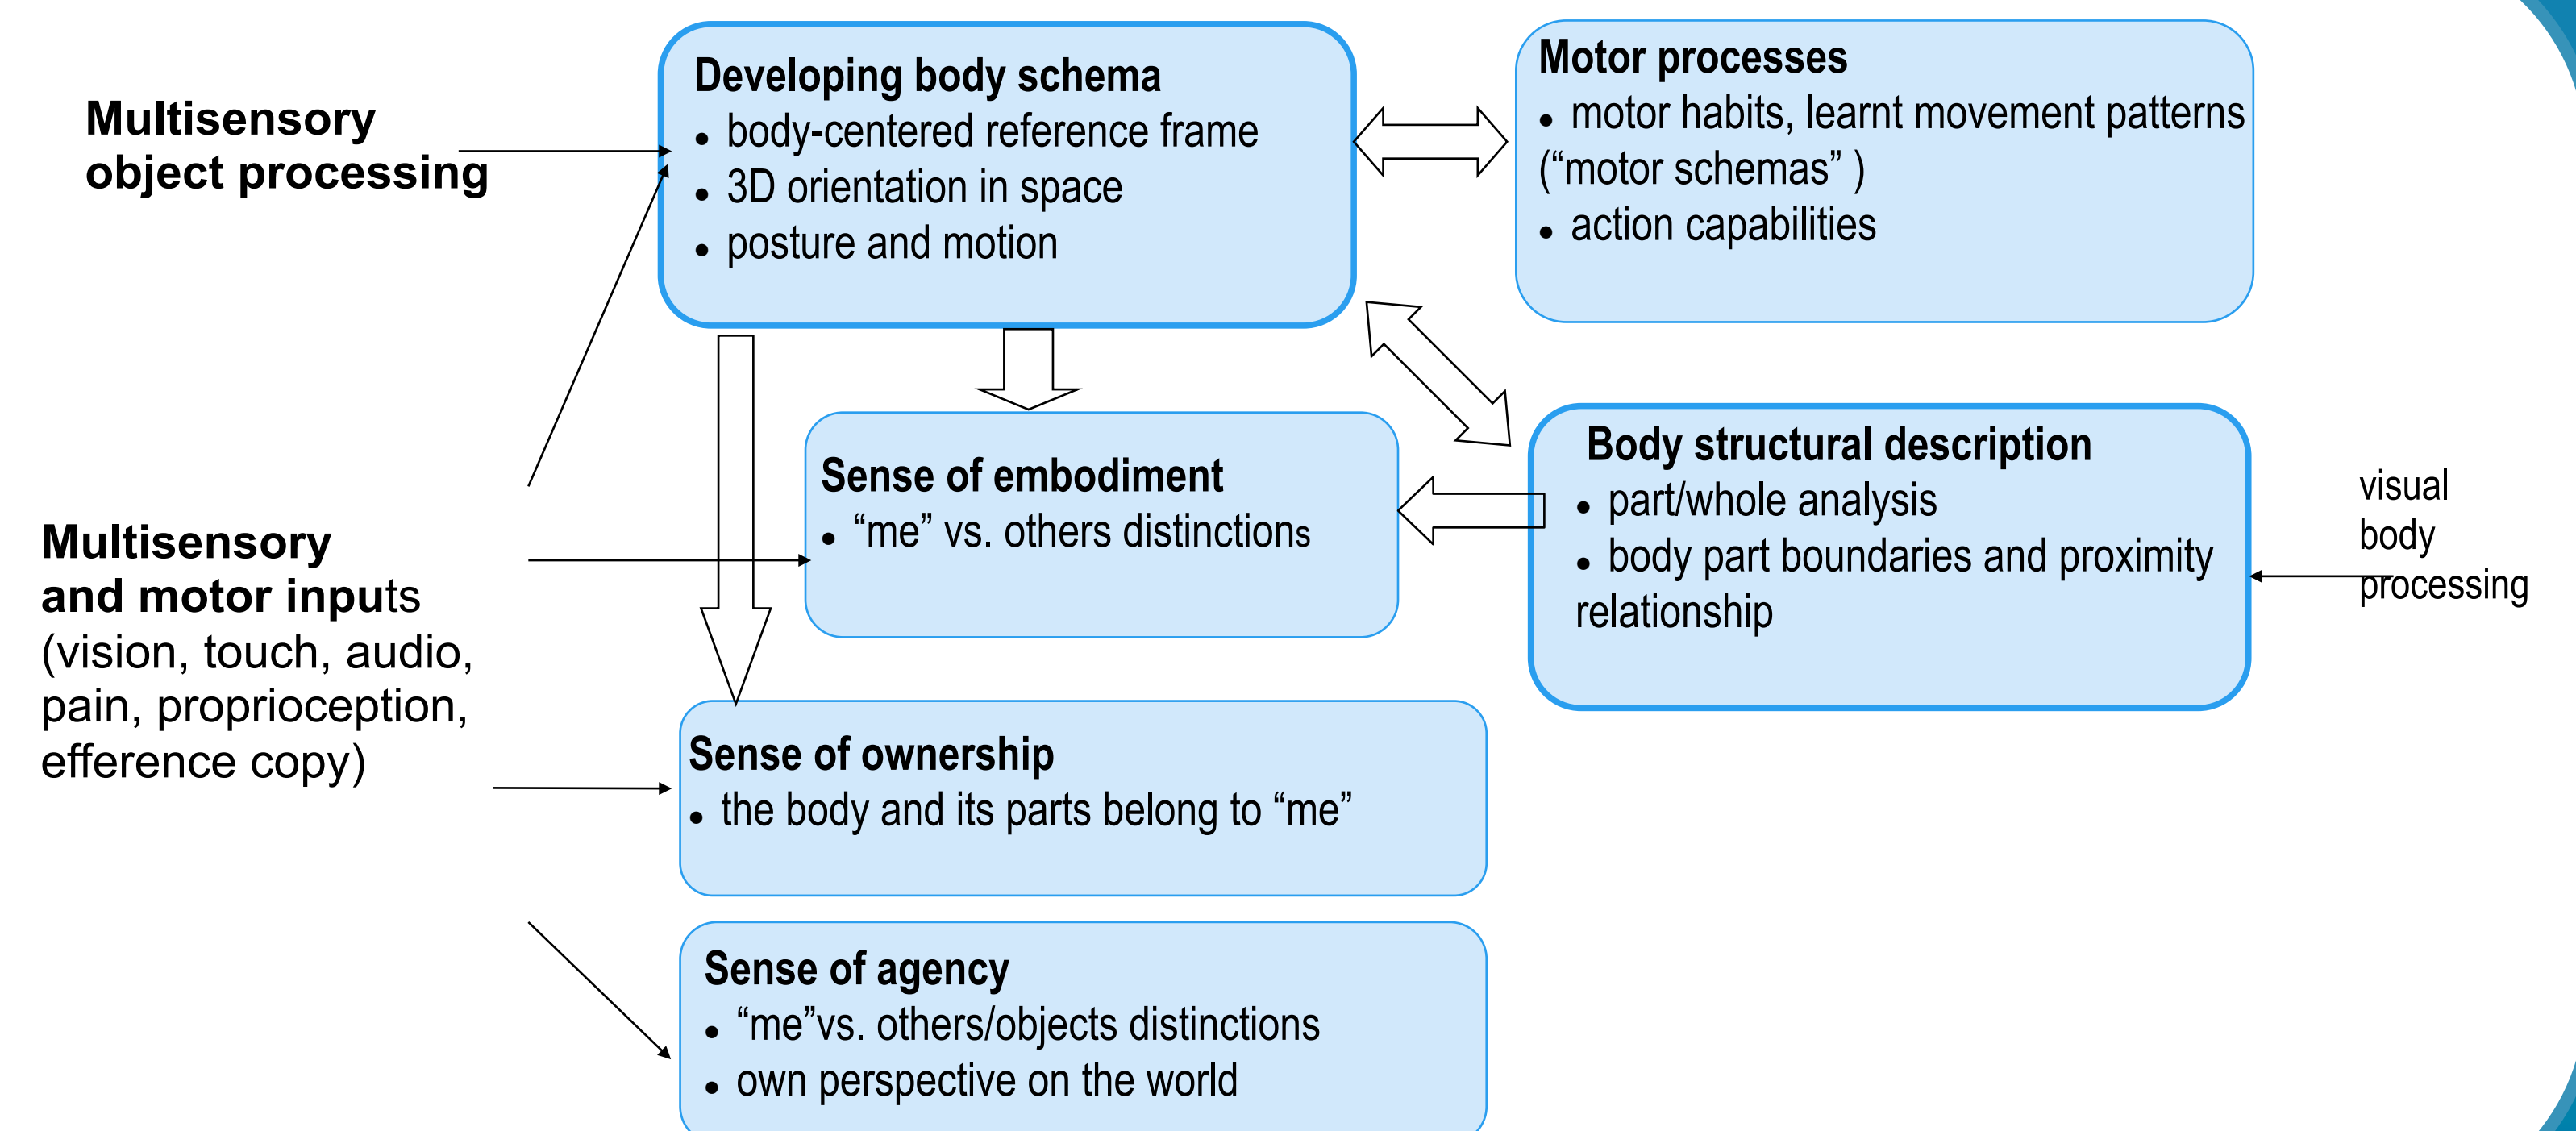 Multisensory
object processing
Developing body schema
• body-centered reference frame
• 3D orientation in space
• posture and motion
Motor processes
• motor habits, learnt movement patterns
(“motor schemas” )
• action capabilities
Multisensory
and motor inputs
(vision, touch, audio,
pain, proprioception,
efference copy)
Sense of embodiment
• “me” vs. others distinctions
Body structural description
• part/whole analysis
• body part boundaries and proximity
relationship
visual
body
processing
Sense of ownership
• the body and its parts belong to “me”
Sense of agency
• “me”vs. others/objects distinctions
• own perspective on the world